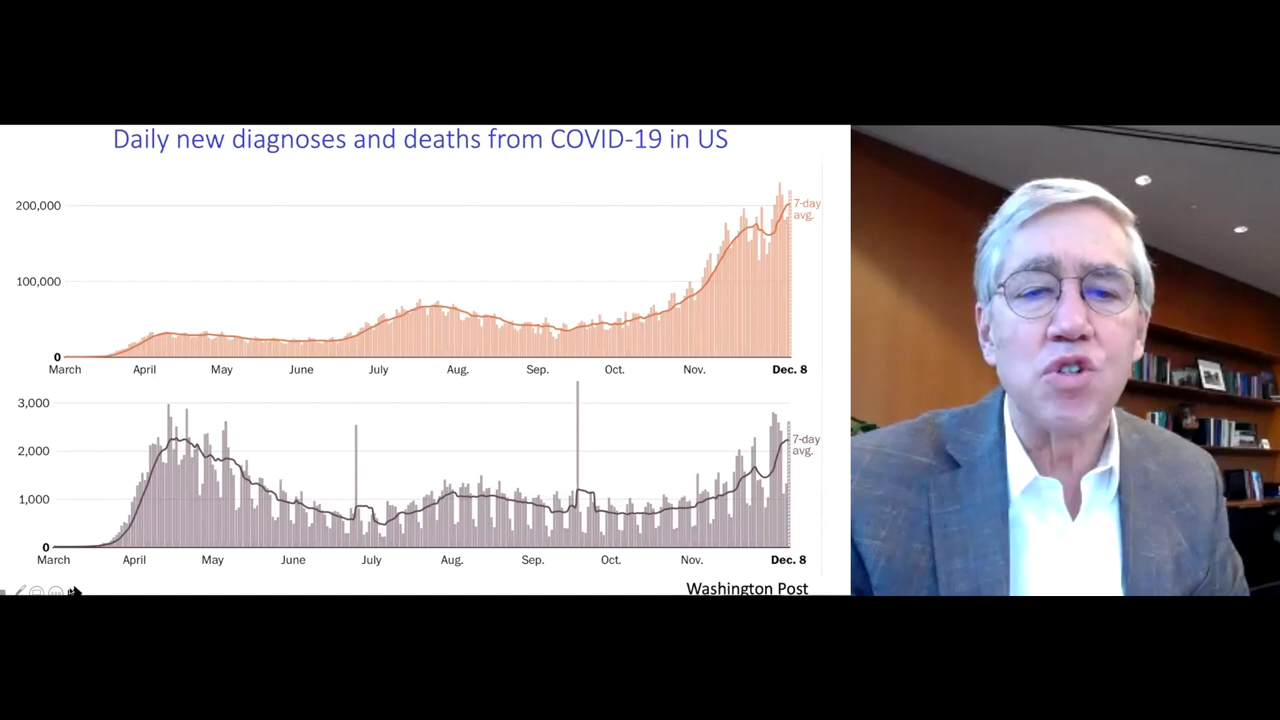 Daily new diagnoses and deaths from COVID-19 in US
200,000
7-day
avg.
100,000
0
March April May June July Aug. Sep. Oct. Nov. Dec. 8
3,000
7-day
avg.
2,000
1,000
0
March April May June July Aug. Sep. Oct. Nov. Dec. 8
Washington Post